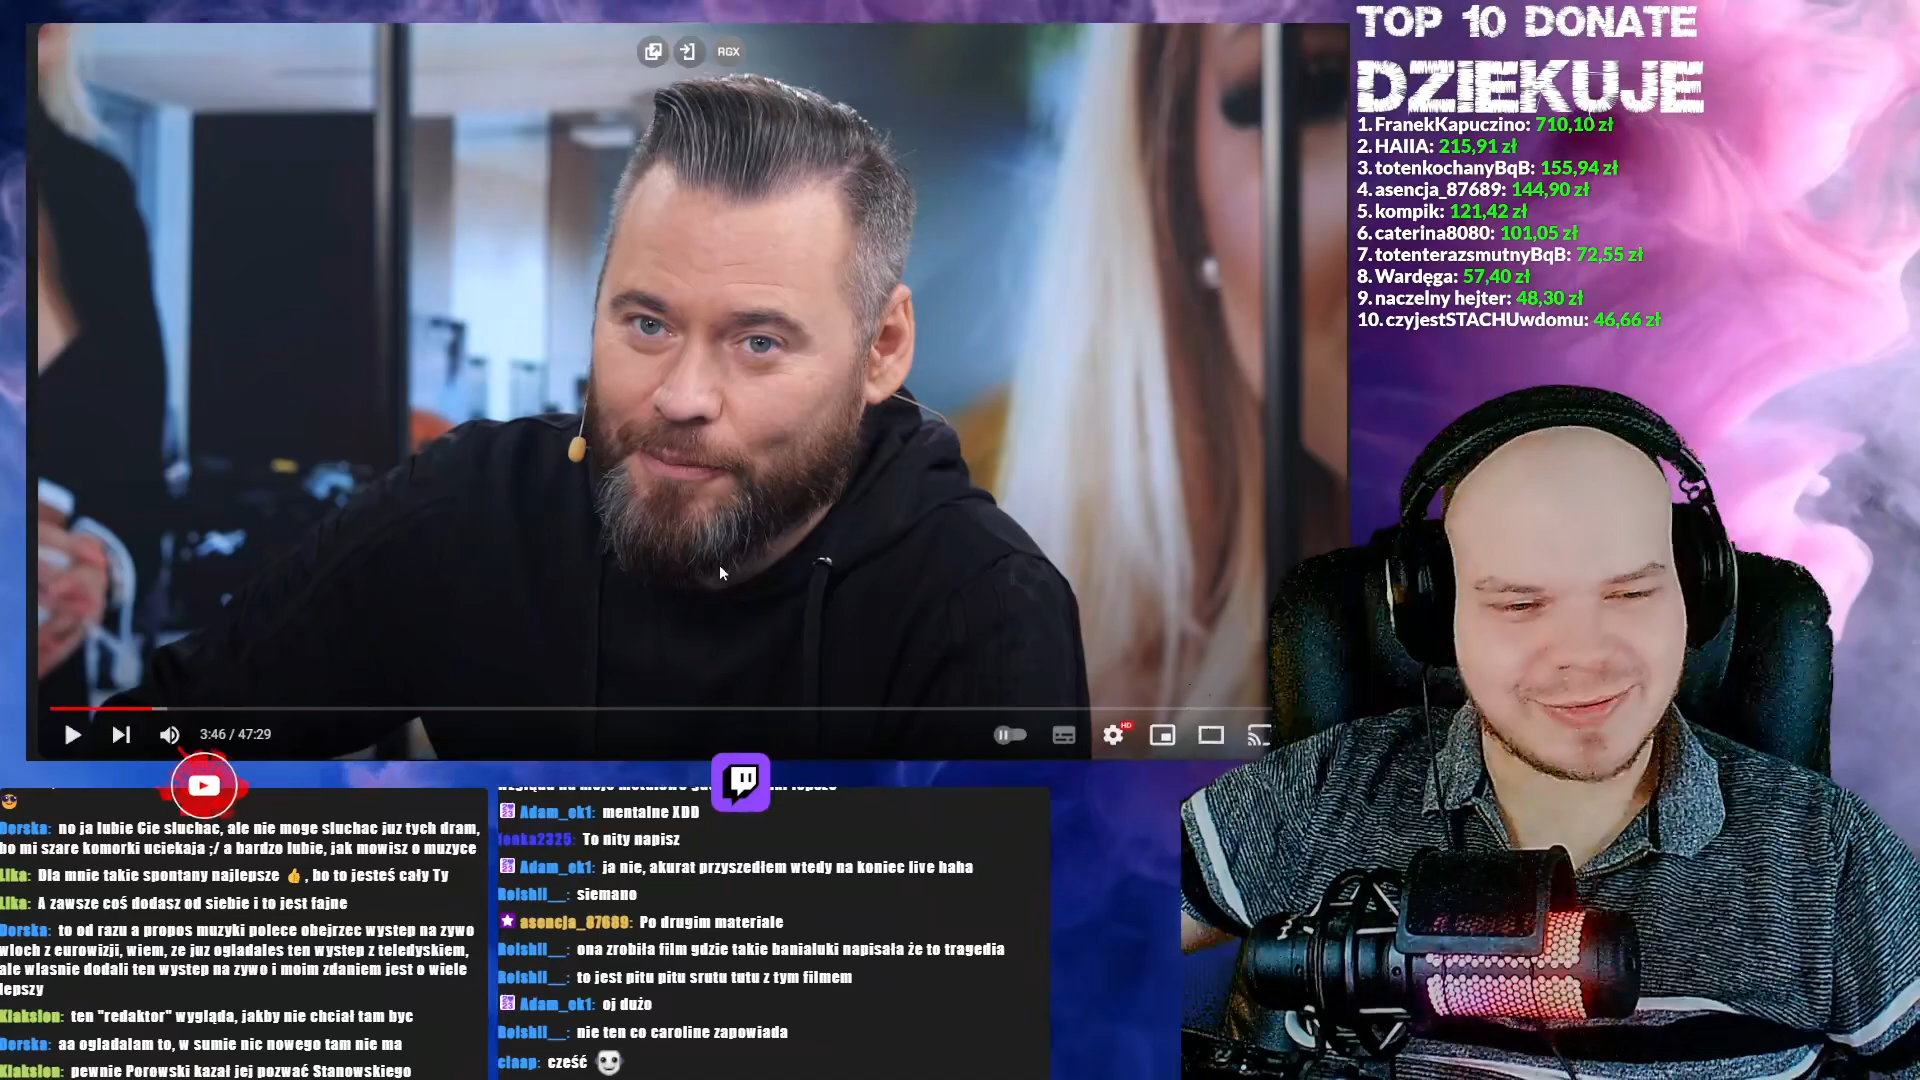 RGX
3:46 / 47:29
HD
TOP 10 DONATE
DZIEKUJE
1. FranekKapuczino: 710,10 zł
2. HAIIA: 215,91 zł
3. totenkochanyBqB: 155,94 zł
4. asencja_87689: 144,90 zł
5. kompik: 121,42 zł
6. caterina8080: 101,05 zł
7. totenterazsmutnyBqB: 72,55 zł
8. Wardęga: 57,40 zł
9. naczelny hejter: 48,30 zł
10. czyjestSTACHUwdomu: 46,66 zł
Dorska: no ja lubie Cie sluchac, ale nie moge sluchac juz tych dram,
bo mi szare komorki uciekaja ;/ a bardzo lubie, jak mowisz o muzyce
Lika: Dla mnie takie spontany najlepsze 👍, bo to jesteś cały Ty
Lika: A zawsze coś dodasz od siebie i to jest fajne
Dorska: to od razu a propos muzyki polece obejrzec wystep na zywo
wloch z eurowizji, wiem, ze juz ogladales ten wystep z teledyskiem,
ale wlasnie dodali ten wystep na zywo i moim zdaniem jest o wiele
lepszy
Klaksion: ten "redaktor" wygląda, jakby nie chciał tam byc
Dorska: aa ogladalam to, w sumie nic nowego tam nie ma
Klaksion: pewnie Porowski kazał jej pozwać Stanowskiego
Adam_ok1: mentalne XDD
lenka2325: To nity napisz
Adam_ok1: ja nie, akurat przyszedłem wtedy na koniec live haha
BolshII__: siemano
asencja_87689: Po drugim materiale
BolshII__: ona zrobiła film gdzie takie banialuki napisała że to tragedia
BolshII__: to jest pitu pitu srutu tutu z tym filmem
Adam_ok1: oj dużo
BolshII__: nie ten co caroline zapowiada
claap: cześć